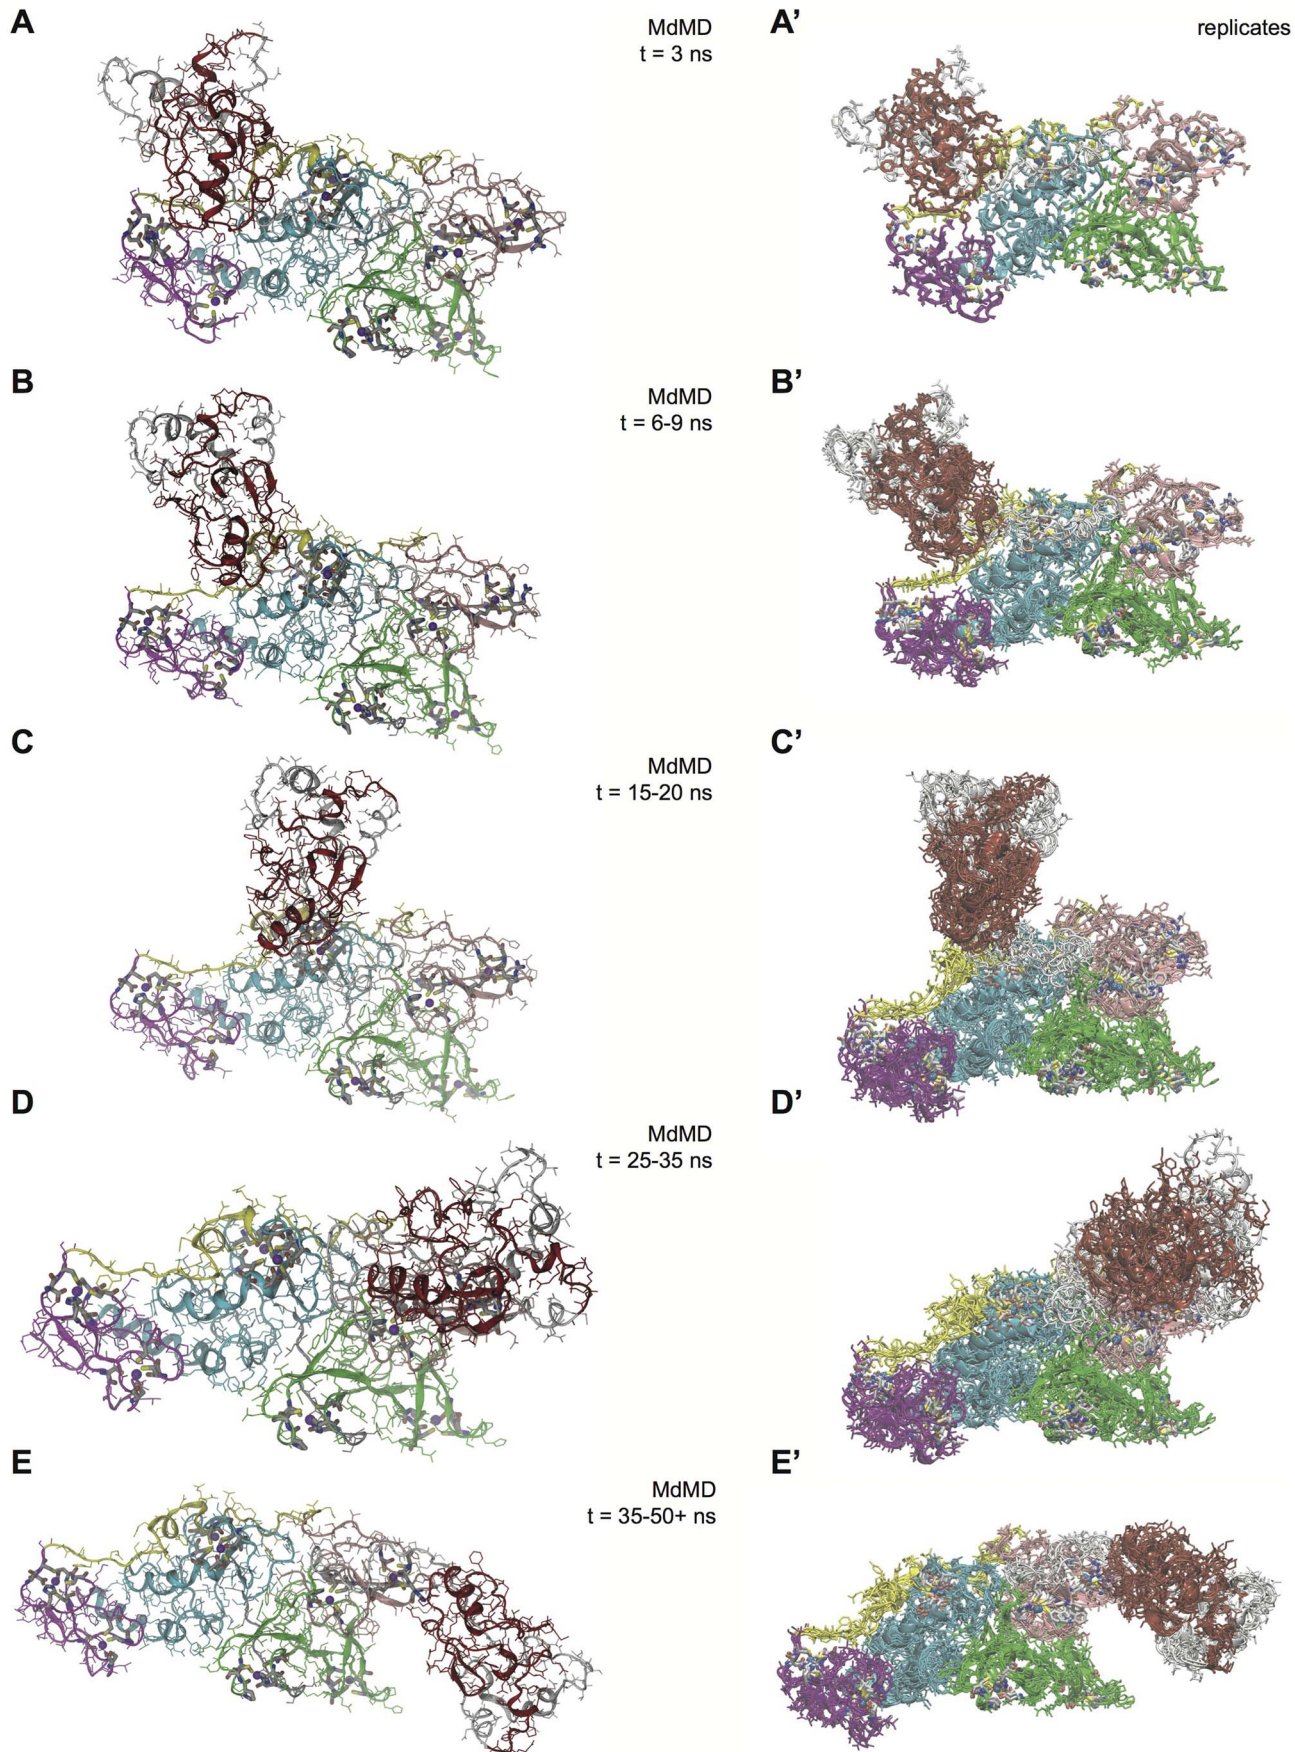 A
MdMD
t = 3 ns
A’
replicates
B
MdMD
t = 6-9 ns
B’
C
MdMD
t = 15-20 ns
C’
D
MdMD
t = 25-35 ns
D’
E
MdMD
t = 35-50+ ns
E’